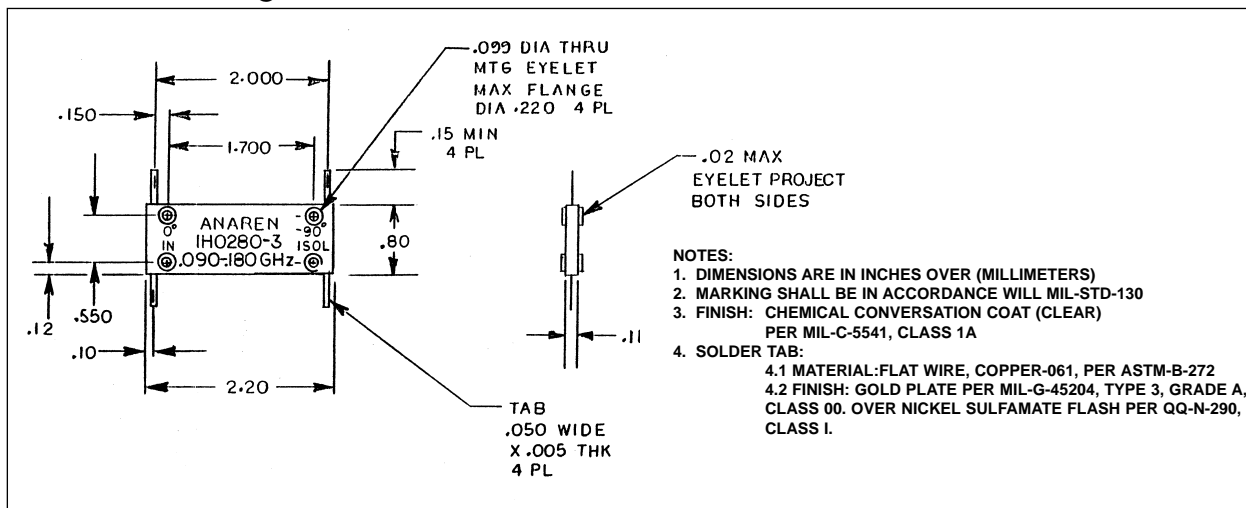 .099 DIA THRU
MTG EYELET
MAX FLANGE
DIA .220 4 PL
2.000
.150
1.700
.15 MIN
4 PL
.02 MAX
EYELET PROJECT
BOTH SIDES
0°
ANAREN
-90°
IN
1H0280-3
ISOL
.090-.180 GHz
.80
.12
.550
.10
2.20
.11
TAB
.050 WIDE
X .005 THK
4 PL
NOTES:
1. DIMENSIONS ARE IN INCHES OVER (MILLIMETERS)
2. MARKING SHALL BE IN ACCORDANCE WILL MIL-STD-130
3. FINISH: CHEMICAL CONVERSATION COAT (CLEAR)
PER MIL-C-5541, CLASS 1A
4. SOLDER TAB:
4.1 MATERIAL:FLAT WIRE, COPPER-061, PER ASTM-B-272
4.2 FINISH: GOLD PLATE PER MIL-G-45204, TYPE 3, GRADE A,
CLASS 00. OVER NICKEL SULFAMATE FLASH PER QQ-N-290,
CLASS I.